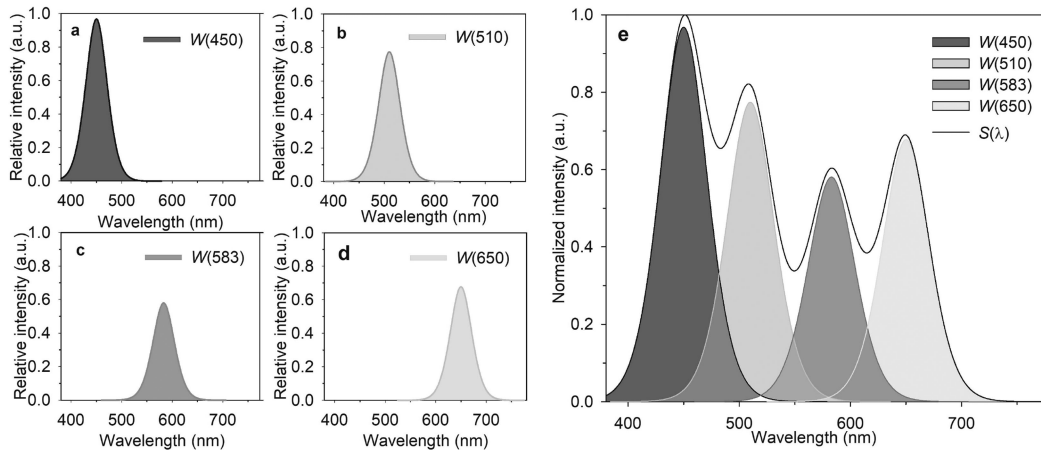 a
W(450)
Relative intensity (a.u.)
1.0
0.8
0.6
0.4
0.2
0.0
400 500 600 700
Wavelength (nm)
b
W(510)
Relative intensity (a.u.)
1.0
0.8
0.6
0.4
0.2
0.0
400 500 600 700
Wavelength (nm)
c
W(583)
Relative intensity (a.u.)
1.0
0.8
0.6
0.4
0.2
0.0
400 500 600 700
Wavelength (nm)
d
W(650)
Relative intensity (a.u.)
1.0
0.8
0.6
0.4
0.2
0.0
400 500 600 700
Wavelength (nm)
e
W(450)
W(510)
W(583)
W(650)
S(λ)
Normalized intensity (a.u.)
1.0
0.8
0.6
0.4
0.2
0.0
400 500 600 700
Wavelength (nm)